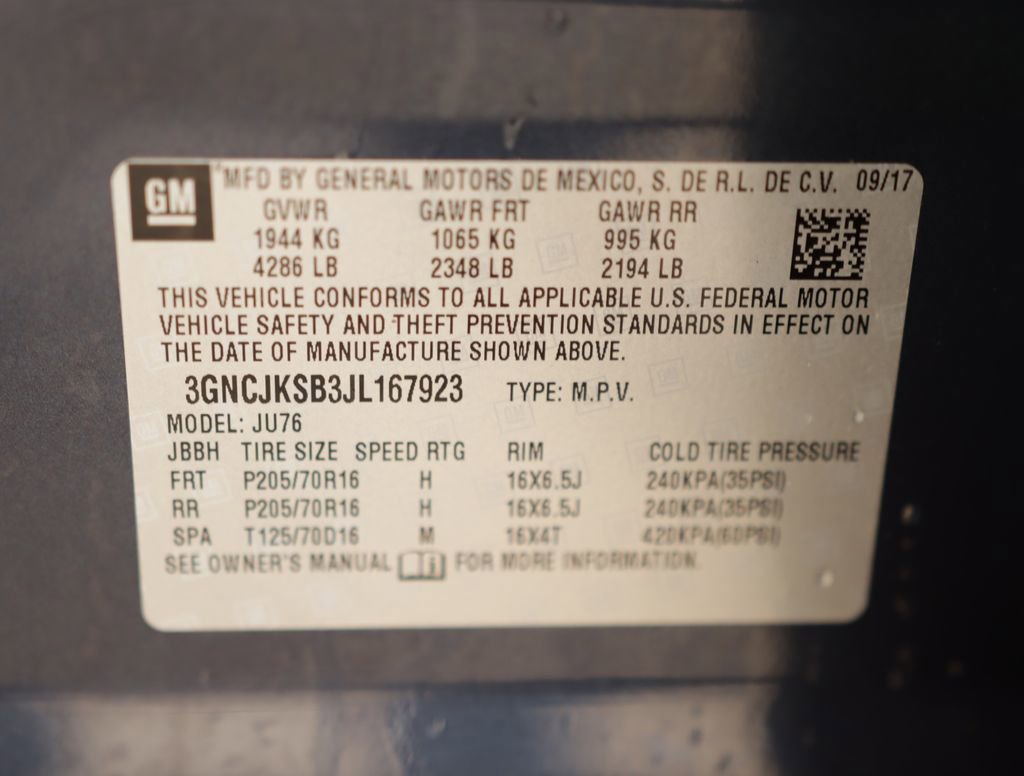 GM MFD BY GENERAL MOTORS DE MEXICO, S. DE R.L. DE C.V. 09/17
GVWR GAWR FRT GAWR RR
1944 KG 1065 KG 995 KG
4286 LB 2348 LB 2194 LB
THIS VEHICLE CONFORMS TO ALL APPLICABLE U.S. FEDERAL MOTOR
VEHICLE SAFETY AND THEFT PREVENTION STANDARDS IN EFFECT ON
THE DATE OF MANUFACTURE SHOWN ABOVE.
3GNCJKSB3JL167923 TYPE: M.P.V.
MODEL: JU76
JBBH TIRE SIZE SPEED RTG RIM COLD TIRE PRESSURE
FRT P205/70R16 H 16X6.5J 240KPA(35PSI)
RR P205/70R16 H 16X6.5J 240KPA(35PSI)
SPA T125/70D16 M 16X4T 420KPA(60PSI)
SEE OWNER'S MANUAL FOR MORE INFORMATION.